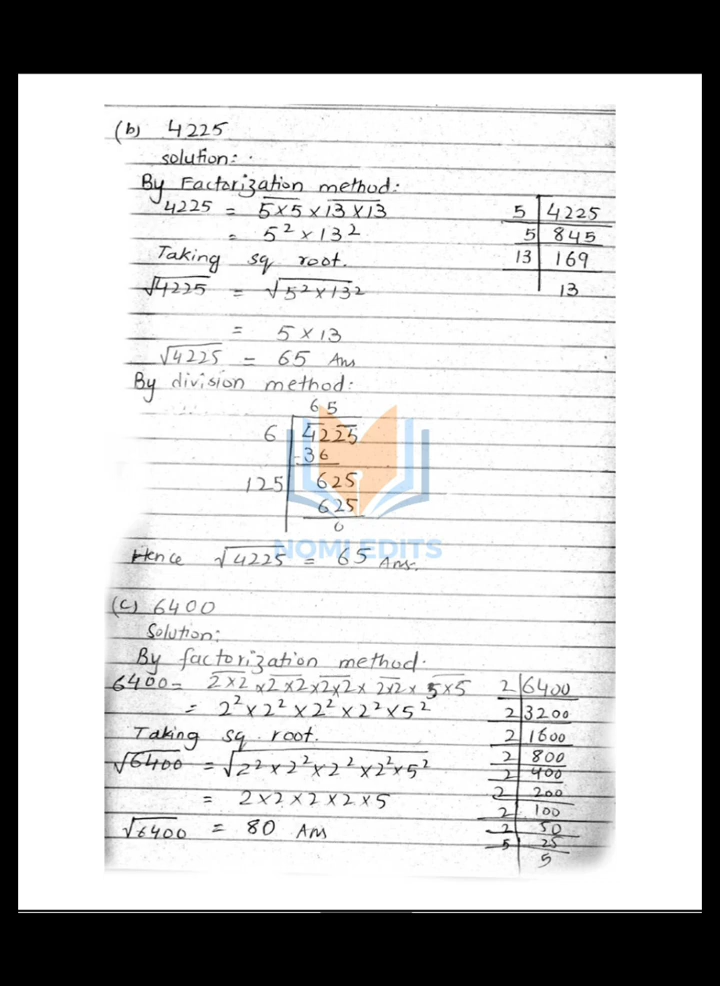 (b) 4225
solution:
By Factorization method:
4225 = 5×5×13×13
= 5² × 13²
Taking sq root.
√4225 = √5²×13²
= 5 × 13
√4225 = 65 Ans
5 | 4225
5 | 845
13 | 169
13
By division method:
65
6 | 4225
-36
125 | 625
625
0
NOMI EDITS
Hence √4225 = 65 Ans.
(c) 6400
Solution:
By factorization method.
6400 = 2×2×2×2×2×2×2×2×5×5
= 2²×2²×2²×2²×5²
Taking sq. root.
√6400 = √2²×2²×2²×2²×5²
= 2×2×2×2×5
√6400 = 80 Ans
2 | 6400
2 | 3200
2 | 1600
2 | 800
2 | 400
2 | 200
2 | 100
2 | 50
5 | 25
5